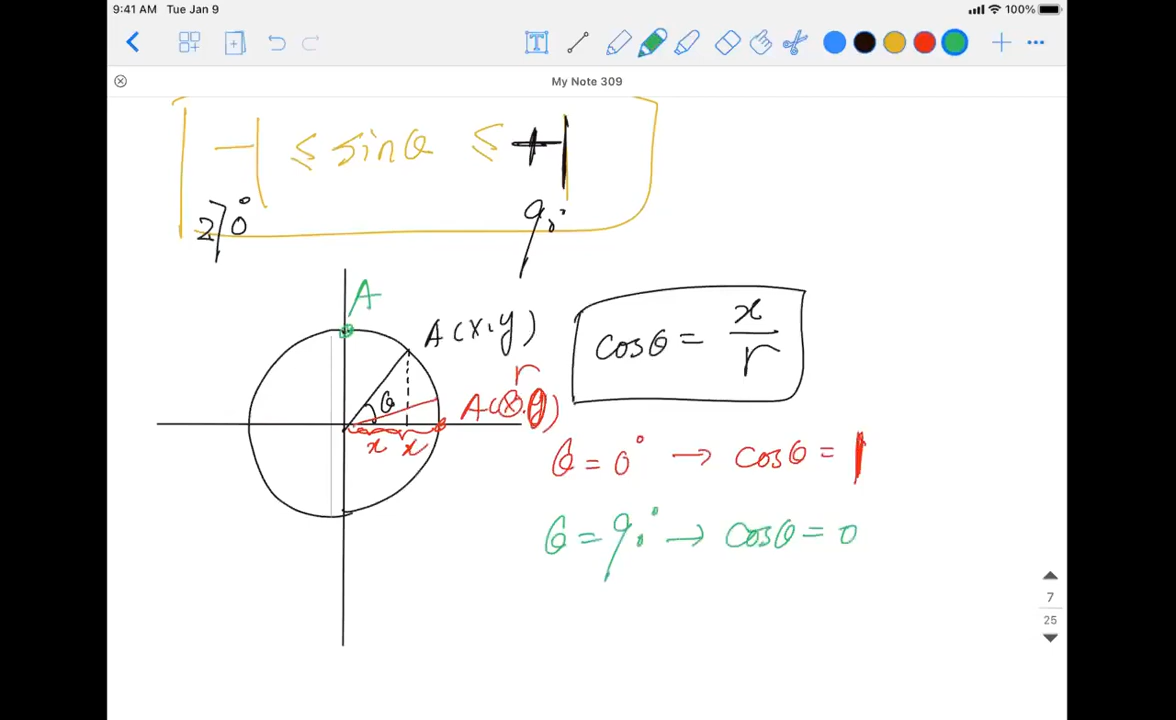 9:41 AM Tue Jan 9
100%
T
My Note 309
-1 ≤ sinθ ≤ +1
270° 90°
A
A(x,y)
cosθ = x/r
r
θ
A(x,y)
x x
θ = 0° → cosθ = 1
θ = 90° → cosθ = 0
7
25